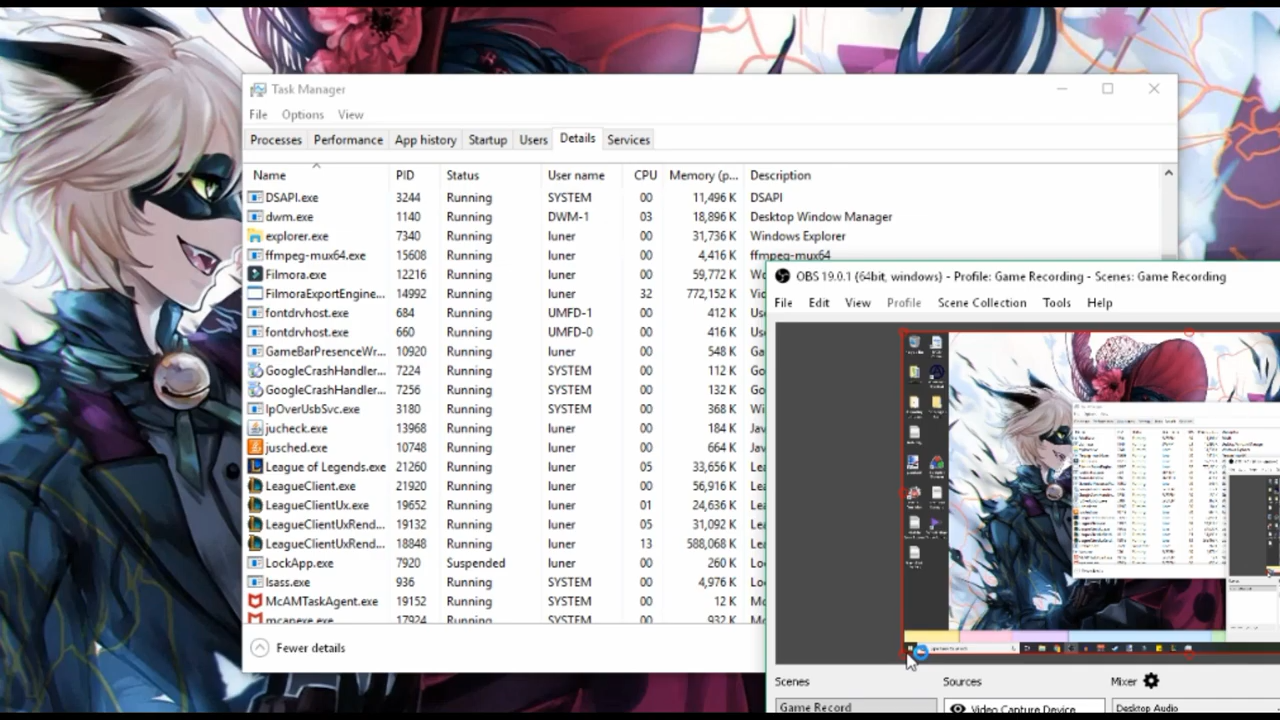 Task Manager
File Options View
Processes Performance App history Startup Users Details Services
Name PID Status User name CPU Memory (p... Description
DSAPI.exe 3244 Running SYSTEM 00 11,496 K DSAPI
dwm.exe 1140 Running DWM-1 03 18,896 K Desktop Window Manager
explorer.exe 7340 Running luner 00 31,736 K Windows Explorer
ffmpeg-mux64.exe 15608 Running luner 00 4,416 K ffmpeg-mux64
Filmora.exe 12216 Running luner 00 59,772 K
FilmoraExportEngine... 14992 Running luner 32 772,152 K
fontdrvhost.exe 684 Running UMFD-1 00 412 K
fontdrvhost.exe 660 Running UMFD-0 00 416 K
GameBarPresenceWr... 10920 Running luner 00 548 K
GoogleCrashHandler... 7224 Running SYSTEM 00 112 K
GoogleCrashHandler... 7256 Running SYSTEM 00 132 K
IpOverUsbSvc.exe 3180 Running SYSTEM 00 368 K
jucheck.exe 13968 Running luner 00 184 K
jusched.exe 10748 Running luner 00 664 K
League of Legends.exe 21260 Running luner 33,656 K
LeagueClient.exe Running luner 56,916 K
LeagueClientUx.exe Running luner 01 24,636 K
LeagueClientUxRend... Running luner
LeagueClientUxRend... Running luner 13 588,068 K
LockApp.exe Suspended luner 00 260 K
lsass.exe 936 Running SYSTEM 00 4,976 K
McAMTaskAgent.exe 19152 Running SYSTEM 00 12 K
mcapexe.exe 17924 Running SYSTEM 00 932 K
Fewer details
OBS 19.0.1 (64bit, windows) - Profile: Game Recording - Scenes: Game Recording
File Edit View Profile Scene Collection Tools Help
Scenes Sources Mixer
Game Record Video Capture Device Desktop Audio